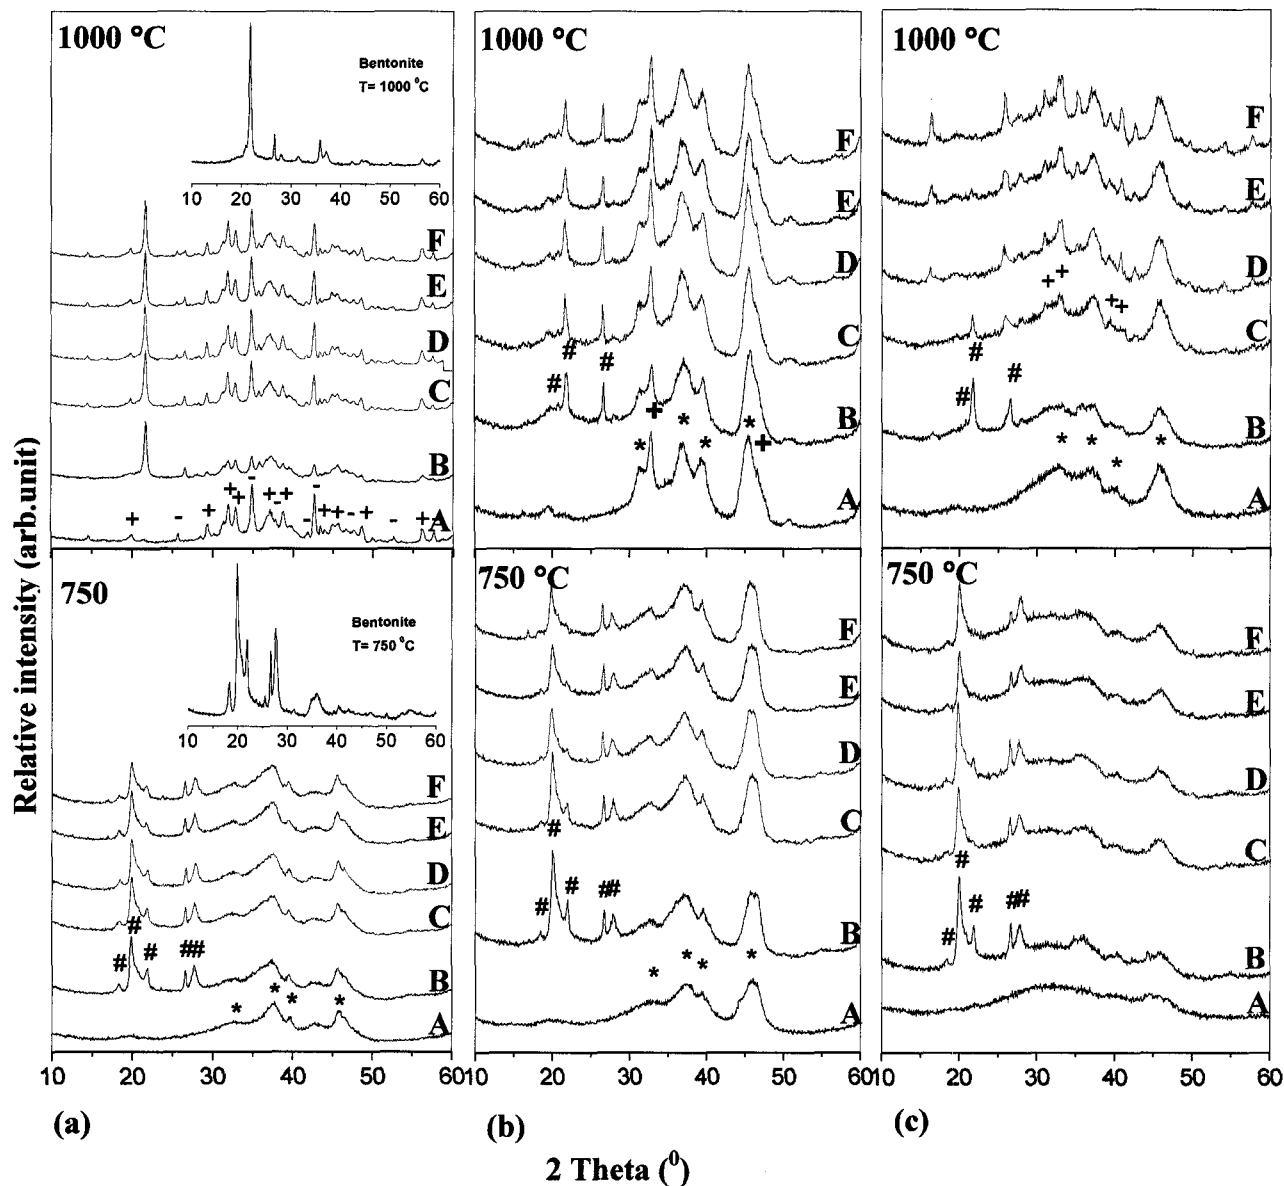 1000 °C
Bentonite
T= 1000 ⁰C
10 20 30 40 50 60
F
E
D
C
B
- -
+ - + + + + - + + + - + - + - + A
750
Bentonite
T= 750 ⁰C
10 20 30 40 50 60
F
E
D
C
#
# # ## B
* * * * A
10 20 30 40 50 60
(a)
1000 °C
F
E
D
C
# # # B
+ * * * * + A
750 °C
F
E
D
C
#
# # ## B
* * * * A
30 40 50 60
(b)
1000 °C
F
E
D
+ + + +
C
# # # B
* * * * A
750 °C
F
E
D
C
#
# # ## B
A
10 20 30 40 50 60
(c)
Relative intensity (arb.unit)
2 Theta (⁰)